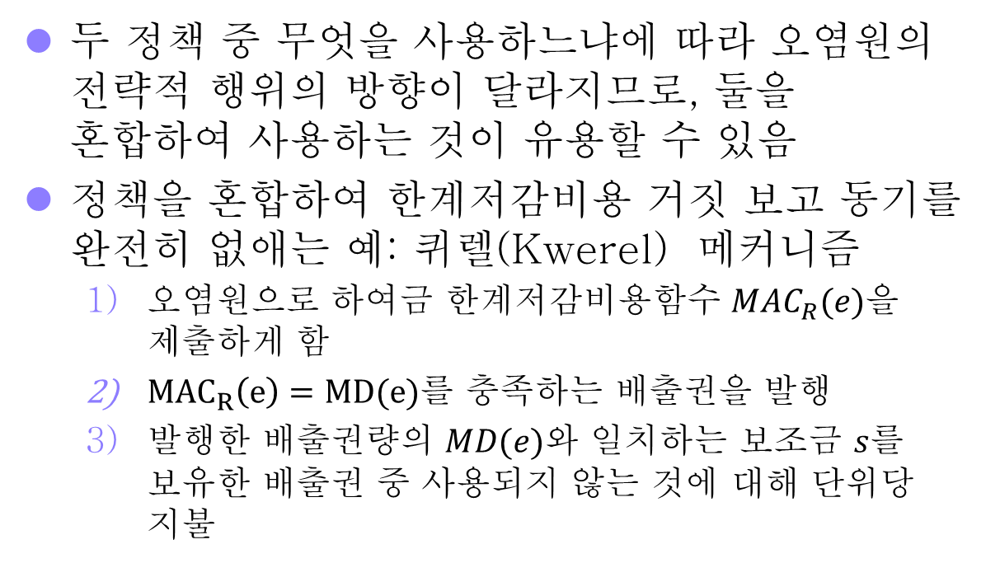 ● 두 정책 중 무엇을 사용하느냐에 따라 오염원의
전략적 행위의 방향이 달라지므로, 둘을
혼합하여 사용하는 것이 유용할 수 있음
● 정책을 혼합하여 한계저감비용 거짓 보고 동기를
완전히 없애는 예: 퀴렐(Kwerel) 메커니즘
1) 오염원으로 하여금 한계저감비용함수 𝑀𝐴𝐶_𝑅(𝑒)을
제출하게 함
2) MAC_R(e) = MD(e)를 충족하는 배출권을 발행
3) 발행한 배출권량의 𝑀𝐷(𝑒)와 일치하는 보조금 𝑠를
보유한 배출권 중 사용되지 않는 것에 대해 단위당
지불